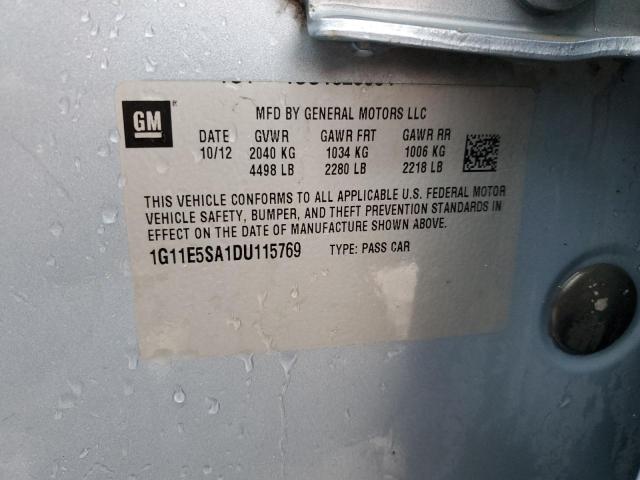 GM
MFD BY GENERAL MOTORS LLC
DATE GVWR GAWR FRT GAWR RR
10/12 2040 KG 1034 KG 1006 KG
4498 LB 2280 LB 2218 LB
THIS VEHICLE CONFORMS TO ALL APPLICABLE U.S. FEDERAL MOTOR
VEHICLE SAFETY, BUMPER, AND THEFT PREVENTION STANDARDS IN
EFFECT ON THE DATE OF MANUFACTURE SHOWN ABOVE.
1G11E5SA1DU115769 TYPE: PASS CAR